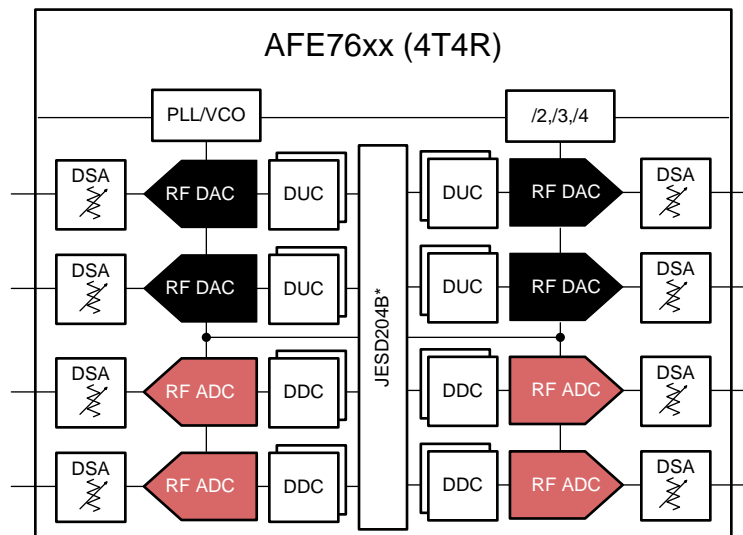 AFE76xx (4T4R)
PLL/VCO
/2,/3,/4
DSA
RF DAC
DUC
DUC
RF DAC
DSA
DSA
RF DAC
DUC
DUC
RF DAC
DSA
JESD204B*
DSA
RF ADC
DDC
DDC
RF ADC
DSA
DSA
RF ADC
DDC
DDC
RF ADC
DSA